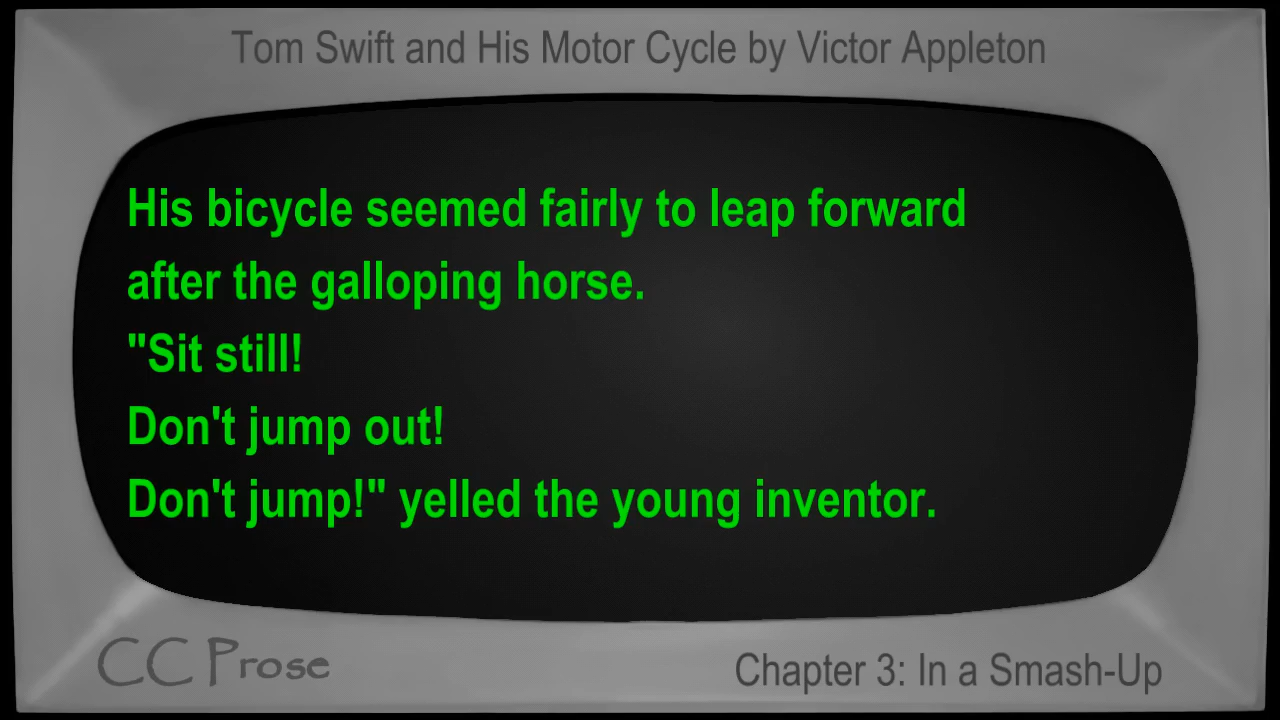 Tom Swift and His Motor Cycle by Victor Appleton
His bicycle seemed fairly to leap forward
after the galloping horse.
"Sit still!
Don't jump out!
Don't jump!" yelled the young inventor.
CC Prose
Chapter 3: In a Smash-Up